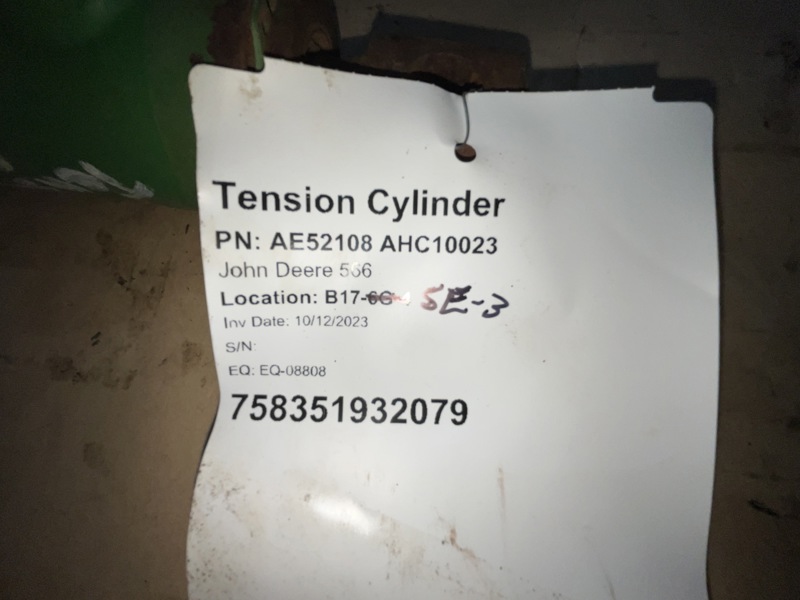 Tension Cylinder
PN: AE52108 AHC10023
John Deere 566
Location: B17- 5E-3
Inv Date: 10/12/2023
S/N:
EQ: EQ-08808
758351932079